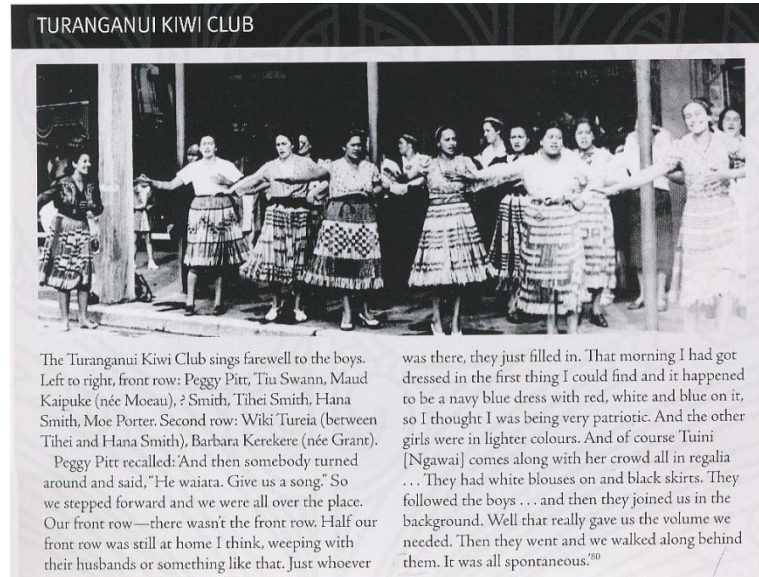 TURANGANUI KIWI CLUB
The Turanganui Kiwi Club sings farewell to the boys.
Left to right, front row: Peggy Pitt, Tiu Swann, Maud
Kaipuke (née Moeau), ? Smith, Tihei Smith, Hana
Smith, Moe Porter. Second row: Wiki Tureia (between
Tihei and Hana Smith), Barbara Kerekere (née Grant).
Peggy Pitt recalled: ‘And then somebody turned
around and said, “He waiata. Give us a song.” So
we stepped forward and we were all over the place.
Our front row—there wasn’t the front row. Half our
front row was still at home I think, weeping with
their husbands or something like that. Just whoever
was there, they just filled in. That morning I had got
dressed in the first thing I could find and it happened
to be a navy blue dress with red, white and blue on it,
so I thought I was being very patriotic. And the other
girls were in lighter colours. And of course Tuini
[Ngawai] comes along with her crowd all in regalia
. . . They had white blouses on and black skirts. They
followed the boys . . . and then they joined us in the
background. Well that really gave us the volume we
needed. Then they went and we walked along behind
them. It was all spontaneous.’80